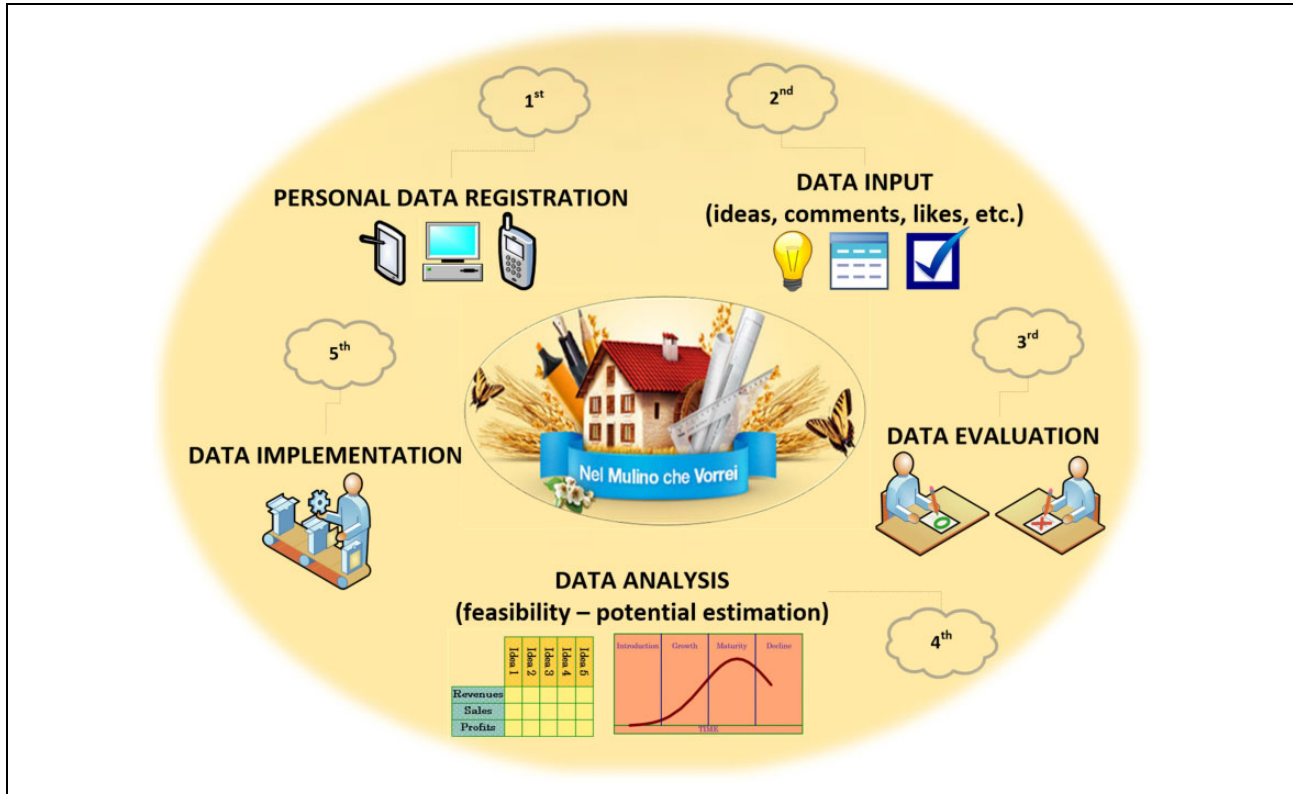 1st
PERSONAL DATA REGISTRATION
2nd
DATA INPUT
(ideas, comments, likes, etc.)
3rd
DATA EVALUATION
4th
DATA ANALYSIS
(feasibility – potential estimation)
Idea 1
Idea 2
Idea 3
Idea 4
Idea 5
Revenues
Sales
Profits
Introduction
Growth
Maturity
Decline
TIME
5th
DATA IMPLEMENTATION
Nel Mulino che Vorrei